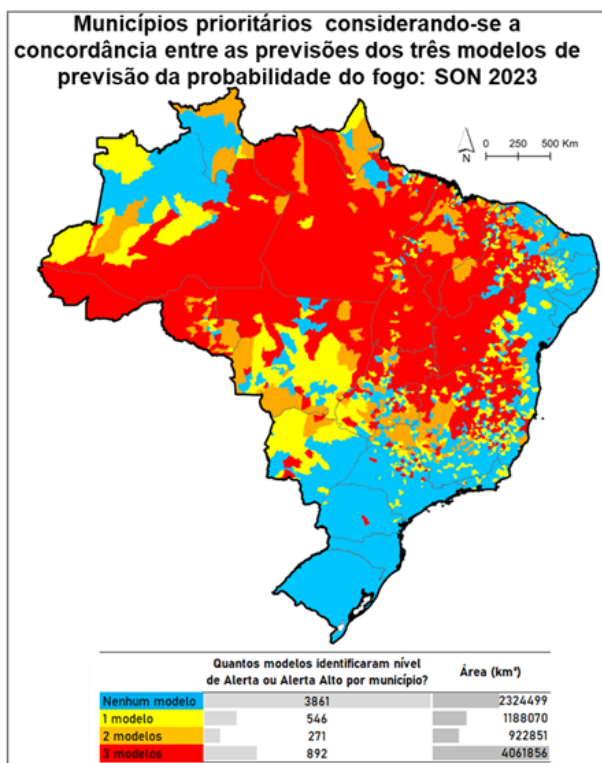 Municípios prioritários considerando-se a
concordância entre as previsões dos três modelos de
previsão da probabilidade do fogo: SON 2023
N
0 250 500 Km
Quantos modelos identificaram nível
de Alerta ou Alerta Alto por município? Área (km²)
Nenhum modelo 3861 2324499
1 modelo 546 1188070
2 modelos 271 922851
3 modelos 892 4061856